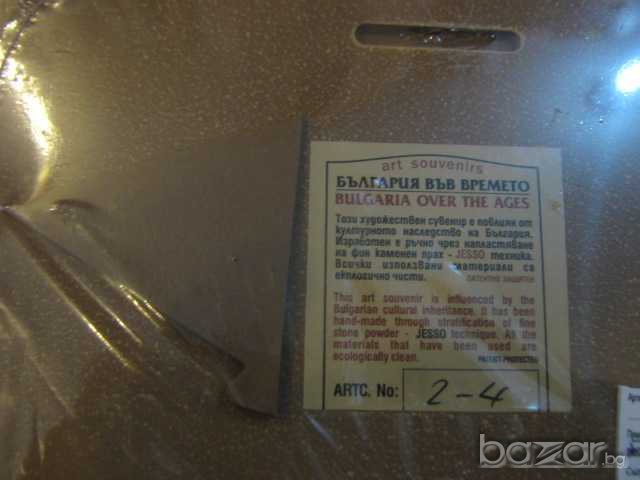 art souvenirs
БЪЛГАРИЯ ВЪВ ВРЕМЕТО
BULGARIA OVER THE AGES
Този художествен сувенир е повлиян от
културното наследство на България.
Изработен е ръчно чрез напластяване
на фин каменен прах - JESSO техника.
Всички използвани материали са
екологично чисти. ПАТЕНТНО ЗАЩИТЕН
This art souvenir is influenced by the
Bulgarian cultural inheritance. It has been
hand-made through stratification of fine
stone powder - JESSO technique. All the
materials that have been used are
ecologically clean. PATENT PROTECTED
ARTC. No: 2-4
bazar.bg